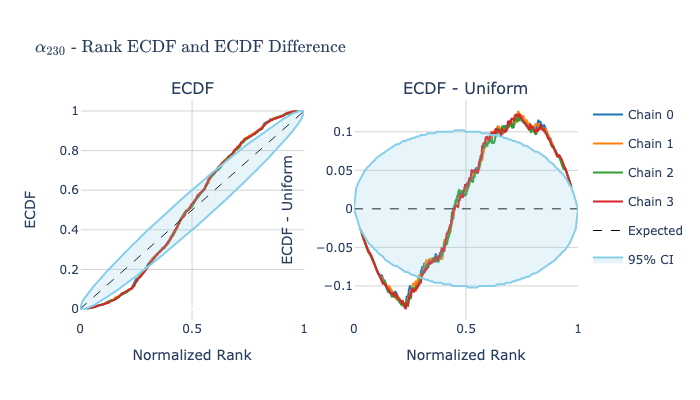 α₂₃₀ - Rank ECDF and ECDF Difference
ECDF
ECDF - Uniform
1
0.8
0.6
0.4
0.2
0
0
0.5
1
ECDF
Normalized Rank
0.1
0.05
0
−0.05
−0.1
0
0.5
1
ECDF - Uniform
Normalized Rank
Chain 0
Chain 1
Chain 2
Chain 3
Expected
95% CI